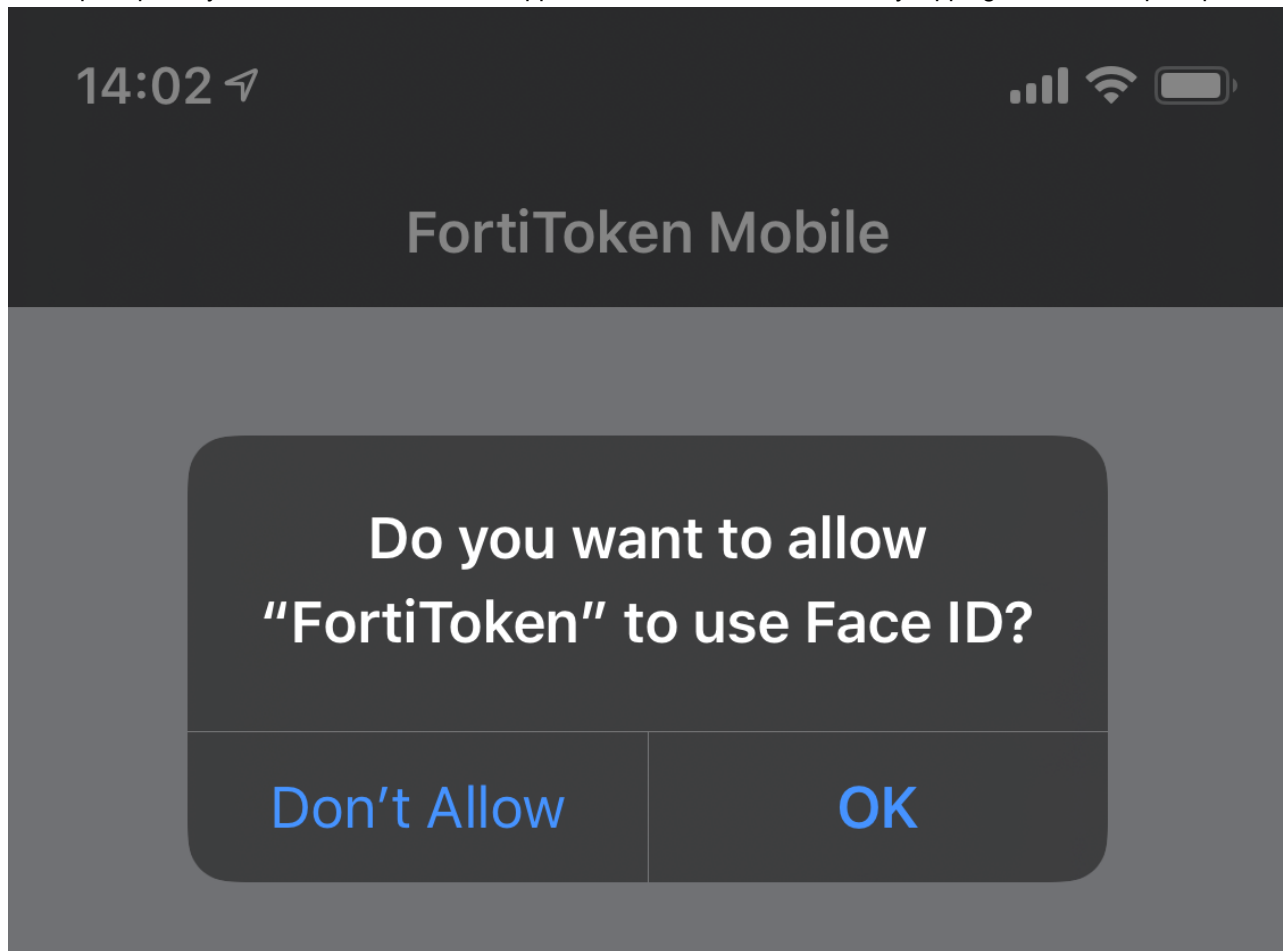 14:02
FortiToken Mobile
Do you want to allow
“FortiToken” to use Face ID?
Don’t Allow
OK